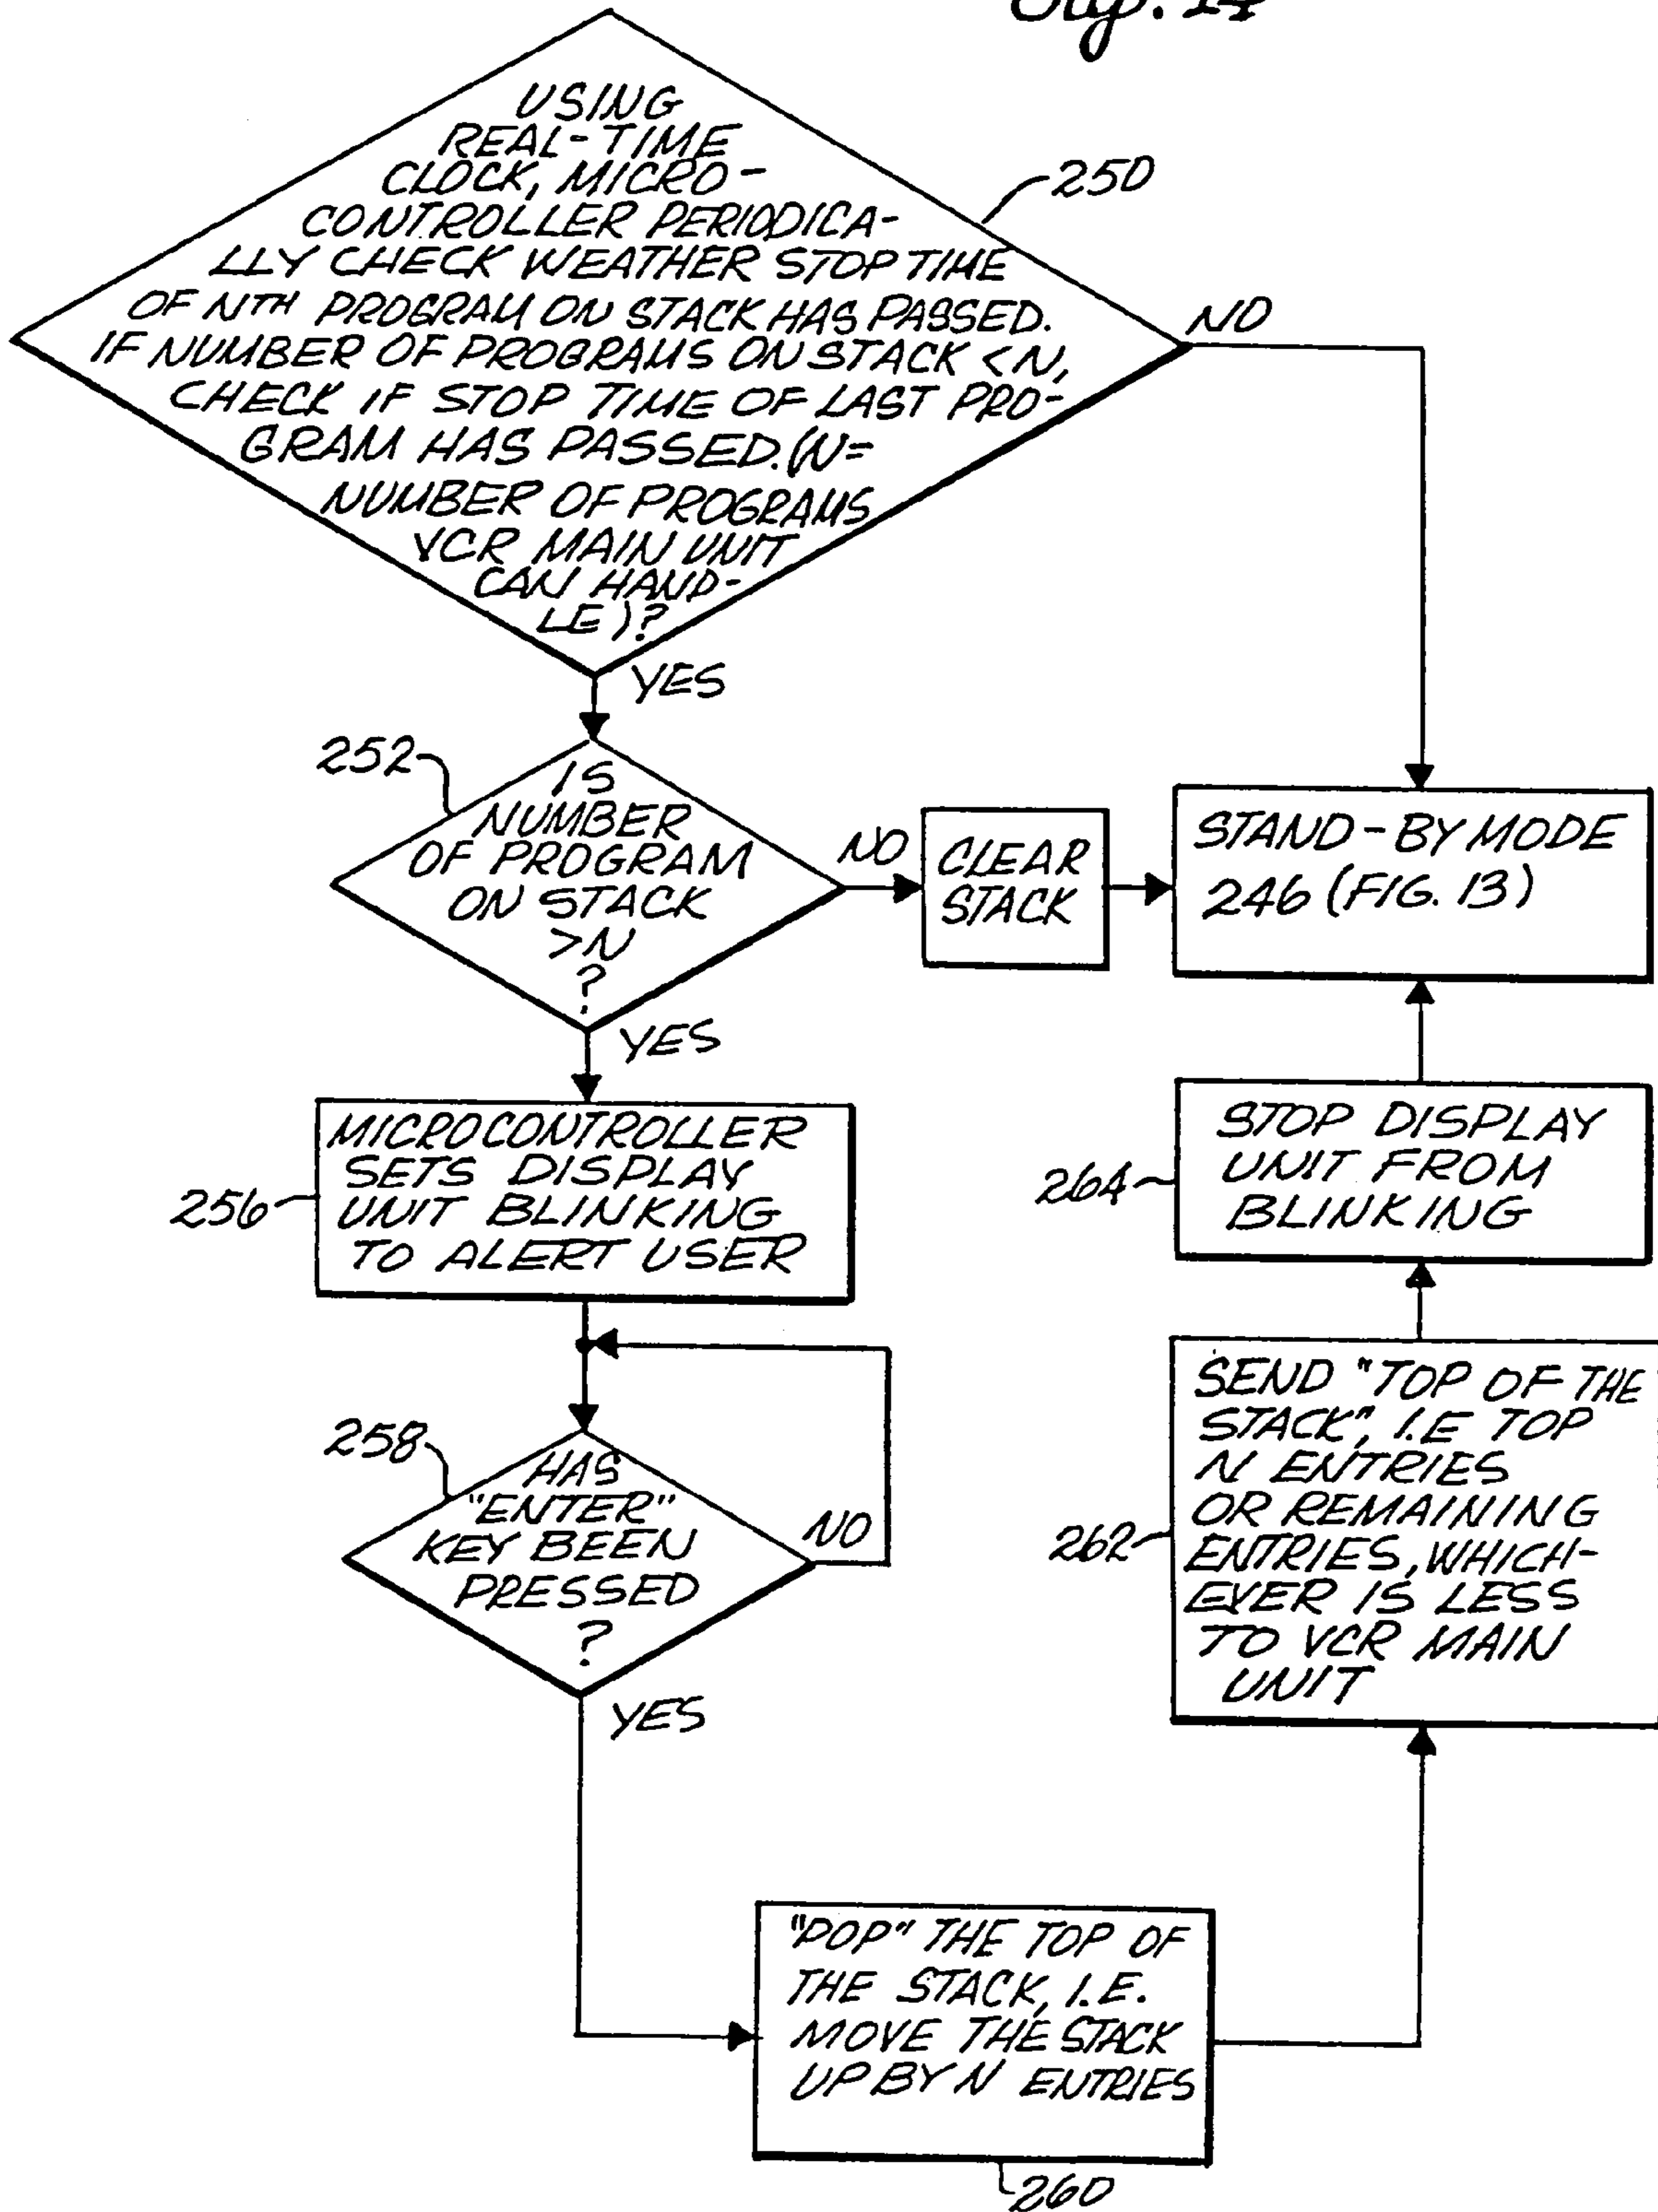 Fig. 14
USING
REAL-TIME
CLOCK, MICRO-
CONTROLLER PERIODICA-
LLY CHECK WEATHER STOP TIME
OF NTH PROGRAM ON STACK HAS PASSED.
IF NUMBER OF PROGRAMS ON STACK <N,
CHECK IF STOP TIME OF LAST PRO-
GRAM HAS PASSED. (N=
NUMBER OF PROGRAMS
VCR MAIN UNIT
CAN HAND-
LE)?
250
NO
YES
252
IS
NUMBER
OF PROGRAM
ON STACK
>N
?
NO
CLEAR
STACK
STAND-BY MODE
246 (FIG. 13)
YES
MICROCONTROLLER
SETS DISPLAY
UNIT BLINKING
TO ALERT USER
256
STOP DISPLAY
UNIT FROM
BLINKING
264
258
HAS
"ENTER"
KEY BEEN
PRESSED
?
NO
YES
SEND "TOP OF THE
STACK", I.E TOP
N ENTRIES
OR REMAINING
ENTRIES, WHICH-
EVER IS LESS
TO VCR MAIN
UNIT
262
"POP" THE TOP OF
THE STACK, I.E.
MOVE THE STACK
UP BY N ENTRIES
260